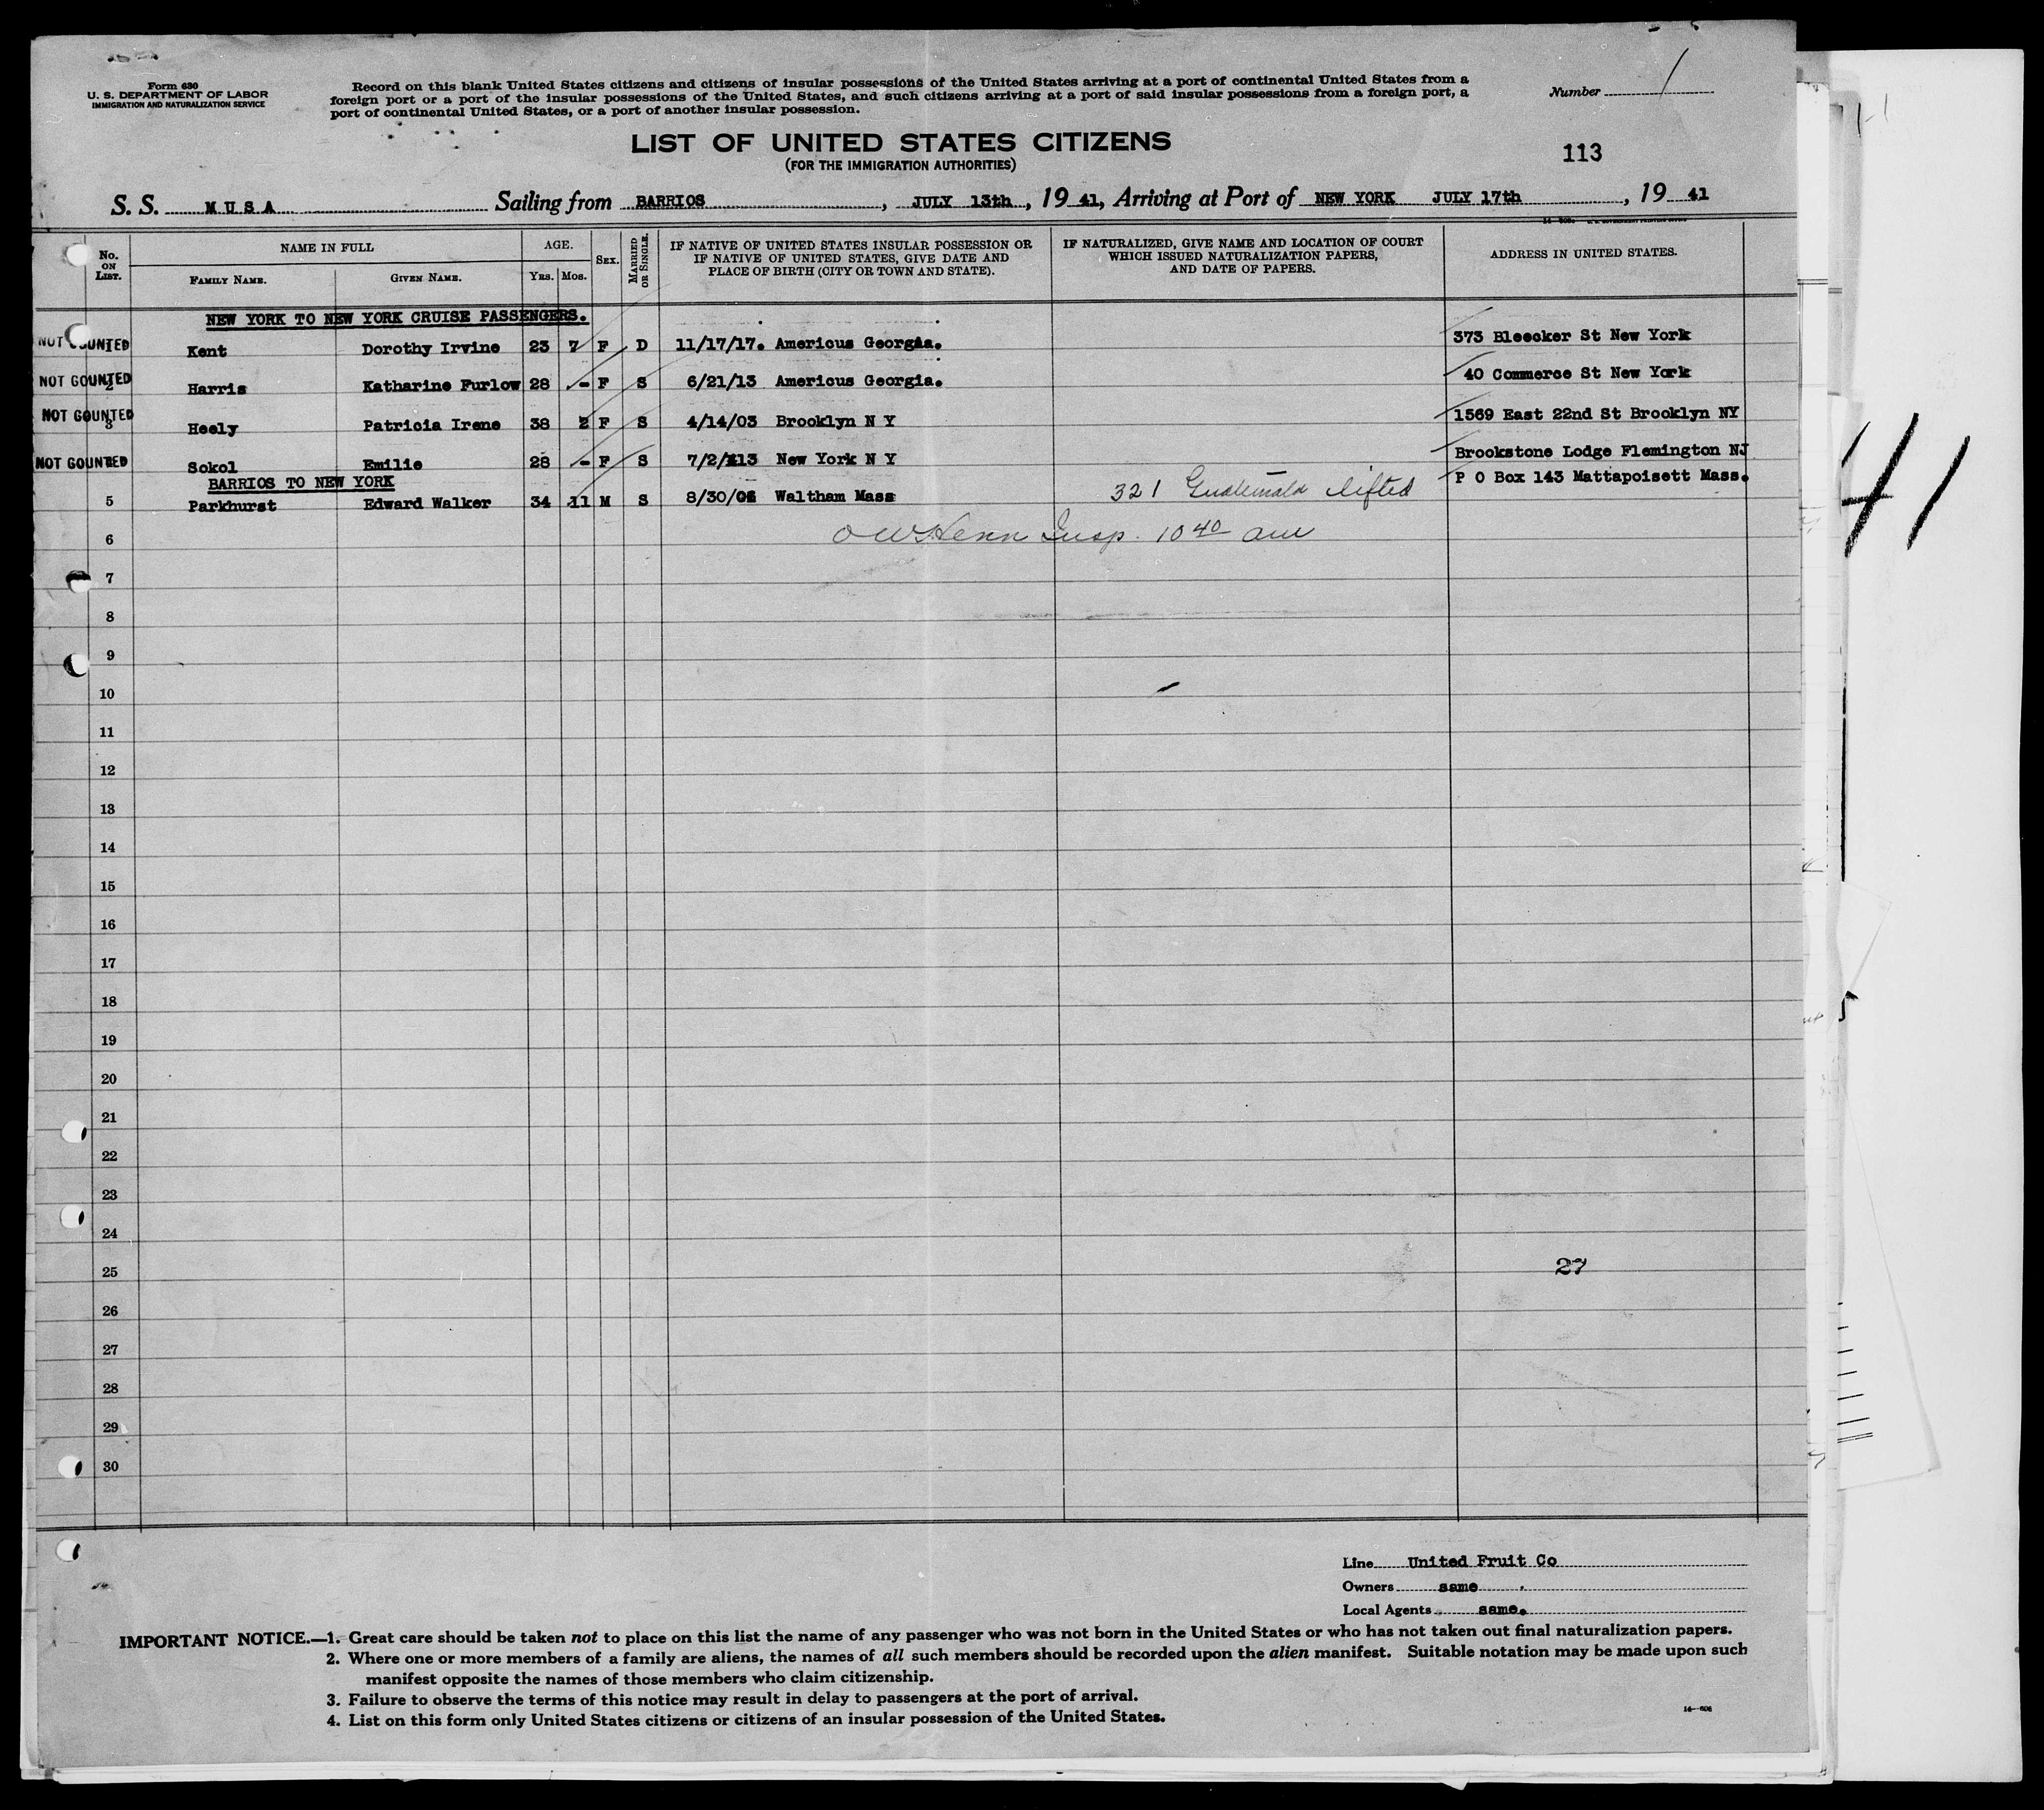 Form 630
U. S. DEPARTMENT OF LABOR
IMMIGRATION AND NATURALIZATION SERVICE
Record on this blank United States citizens and citizens of insular possessions of the United States arriving at a port of continental United States from a
foreign port or a port of the insular possessions of the United States, and such citizens arriving at a port of said insular possessions from a foreign port, a
port of continental United States, or a port of another insular possession.
Number 1
LIST OF UNITED STATES CITIZENS
(FOR THE IMMIGRATION AUTHORITIES)
113
S. S. MUSA Sailing from BARRIOS, JULY 13th, 19 41, Arriving at Port of NEW YORK JULY 17th, 19 41
No. ON LIST. NAME IN FULL FAMILY NAME. GIVEN NAME. AGE. YRS. MOS. SEX. MARRIED OR SINGLE. IF NATIVE OF UNITED STATES INSULAR POSSESSION OR IF NATIVE OF UNITED STATES, GIVE DATE AND PLACE OF BIRTH (CITY OR TOWN AND STATE). IF NATURALIZED, GIVE NAME AND LOCATION OF COURT WHICH ISSUED NATURALIZATION PAPERS, AND DATE OF PAPERS. ADDRESS IN UNITED STATES.
NEW YORK TO NEW YORK CRUISE PASSENGERS.
NOT COUNTED Kent Dorothy Irvine 23 7 F D 11/17/17. Americus Georgia. 373 Bleecker St New York
NOT COUNTED 2 Harris Katharine Furlow 28 - F S 6/21/13 Americus Georgia. 40 Commerce St New York
NOT COUNTED 3 Heely Patricia Irene 38 2 F S 4/14/03 Brooklyn N Y 1569 East 22nd St Brooklyn NY
NOT COUNTED Sokol Emilie 28 - F S 7/2/13 New York N Y Brookstone Lodge Flemington NJ
BARRIOS TO NEW YORK
5 Parkhurst Edward Walker 34 11 M S 8/30/06 Waltham Mass 321 Guatemala lifted P O Box 143 Mattapoisett Mass.
6 Insp. 10 40 am
7
8
9
10
11
12
13
14
15
16
17
18
19
20
21
22
23
24
25 27
26
27
28
29
30
Line United Fruit Co
Owners same
Local Agents same.
IMPORTANT NOTICE.—1. Great care should be taken not to place on this list the name of any passenger who was not born in the United States or who has not taken out final naturalization papers.
2. Where one or more members of a family are aliens, the names of all such members should be recorded upon the alien manifest. Suitable notation may be made upon such
manifest opposite the names of those members who claim citizenship.
3. Failure to observe the terms of this notice may result in delay to passengers at the port of arrival.
4. List on this form only United States citizens or citizens of an insular possession of the United States.
41